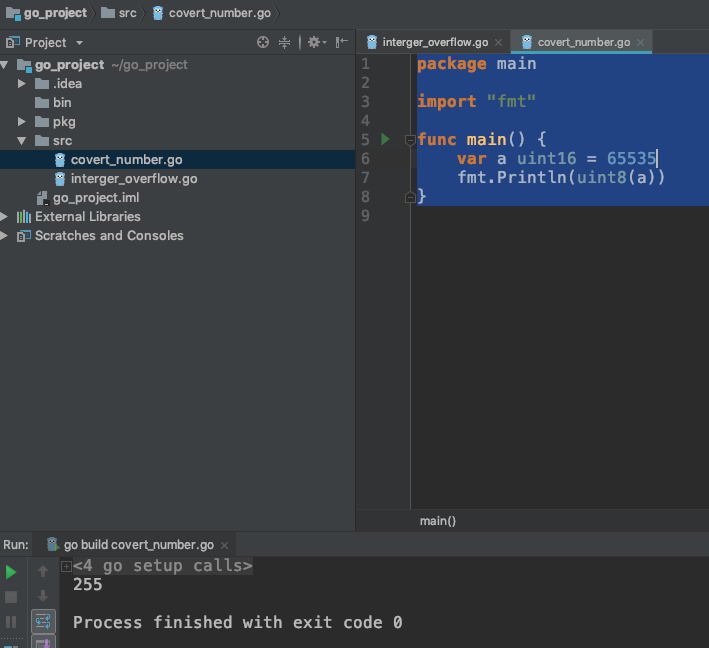 go_project src covert_number.go
Project
interger_overflow.go covert_number.go
go_project ~/go_project
.idea
bin
pkg
src
covert_number.go
interger_overflow.go
go_project.iml
External Libraries
Scratches and Consoles
1 package main
2
3 import "fmt"
4
5 func main() {
6 var a uint16 = 65535
7 fmt.Println(uint8(a))
8 }
9
main()
Run: go build covert_number.go
<4 go setup calls>
255
Process finished with exit code 0